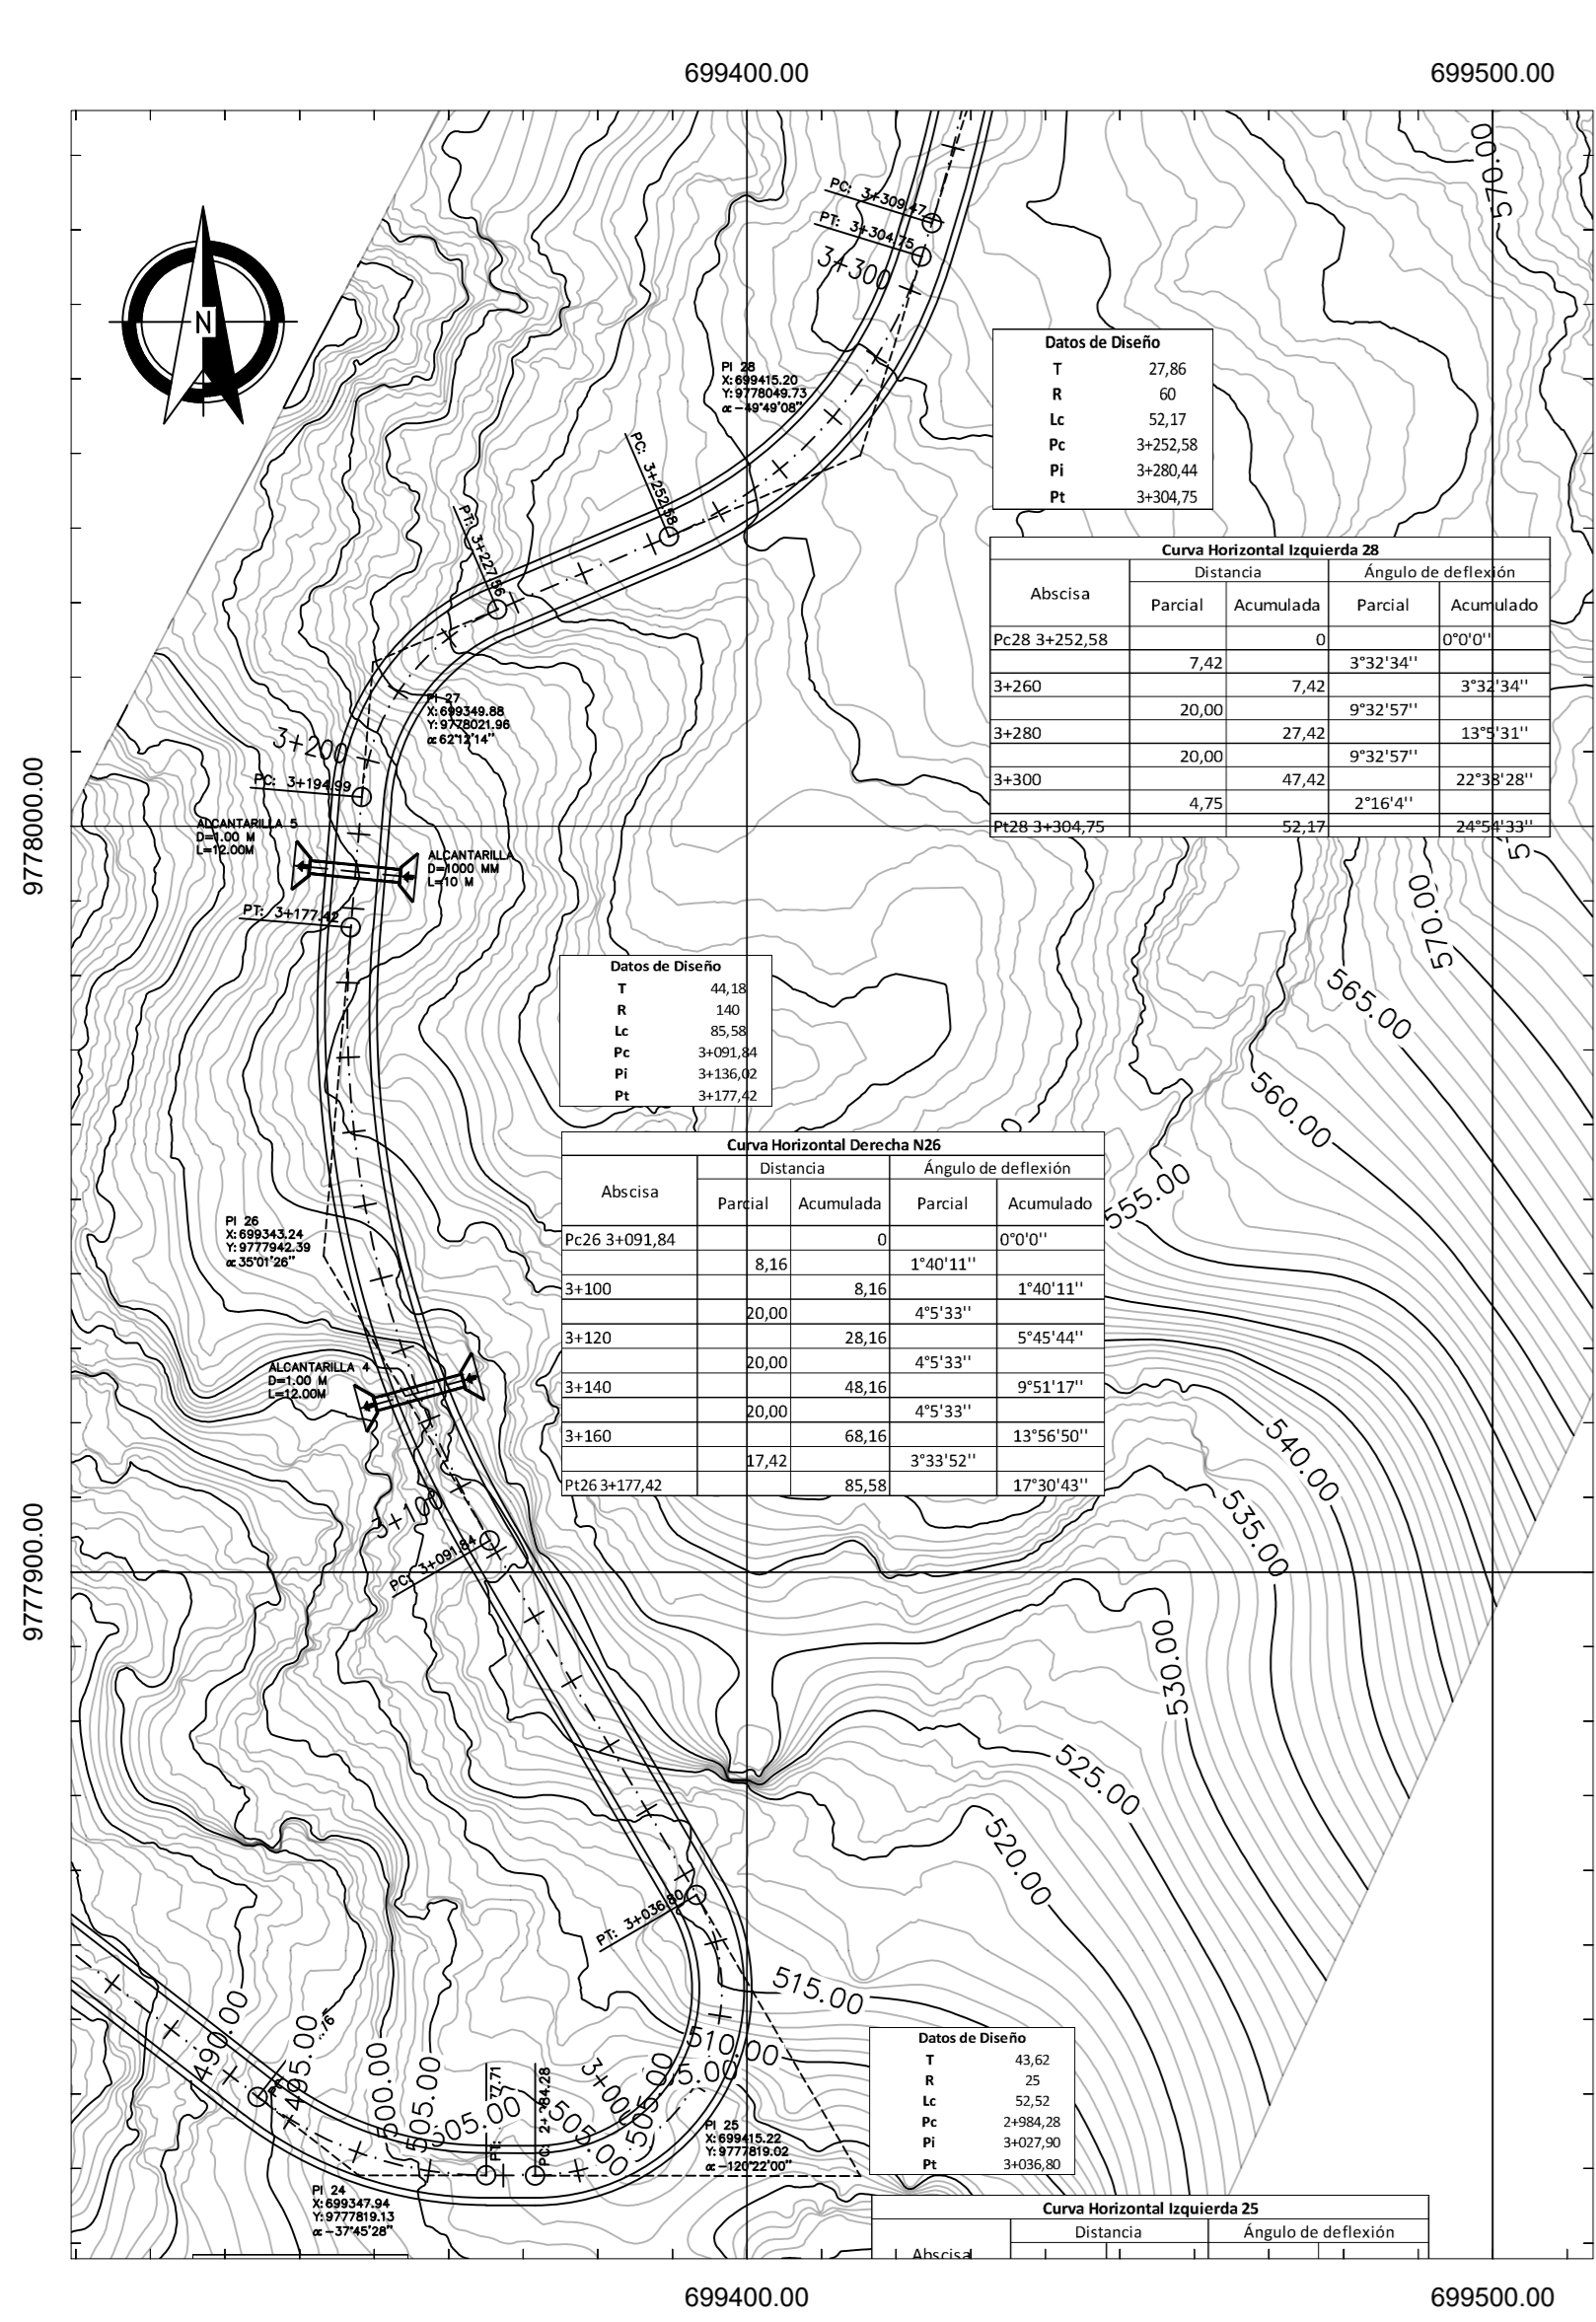 699400.00 699500.00
570.00
PC: 3+309.47
PT: 3+304.75
3+300
N
PI 28
X:699415.20
Y:9778049.73
α-49°49'08"
Datos de Diseño
T 27,86
R 60
Lc 52,17
Pc 3+252,58
Pi 3+280,44
Pt 3+304,75
PC: 3+252.58
PT: 3+227.56
Curva Horizontal Izquierda 28
Abscisa Distancia Ángulo de deflexión
Parcial Acumulada Parcial Acumulado
Pc28 3+252,58 0 0°0'0''
7,42 3°32'34''
3+260 7,42 3°32'34''
20,00 9°32'57''
3+280 27,42 13°5'31''
20,00 9°32'57''
3+300 47,42 22°38'28''
4,75 2°16'4''
Pt28 3+304,75 52,17 24°54'33''
PI 27
X:699349.88
Y:9778021.96
α 62°12'14"
3+200
PC: 3+194.99
9778000.00
ALCANTARILLA 5
D=1.00 M
L=12.00M
ALCANTARILLA
D=1000 MM
L=10 M
PT: 3+177.42
570.00
565.00
560.00
555.00
Datos de Diseño
T 44,18
R 140
Lc 85,58
Pc 3+091,84
Pi 3+136,02
Pt 3+177,42
Curva Horizontal Derecha N26
Abscisa Distancia Ángulo de deflexión
Parcial Acumulada Parcial Acumulado
Pc26 3+091,84 0 0°0'0''
8,16 1°40'11''
3+100 8,16 1°40'11''
20,00 4°5'33''
3+120 28,16 5°45'44''
20,00 4°5'33''
3+140 48,16 9°51'17''
20,00 4°5'33''
3+160 68,16 13°56'50''
17,42 3°33'52''
Pt26 3+177,42 85,58 17°30'43''
PI 26
X:699343.24
Y:9777942.39
α 35°01'26"
ALCANTARILLA 4
D=1.00 M
L=12.00M
540.00
535.00
3+100
PC: 3+091.84
9777900.00
530.00
525.00
520.00
PT: 3+036.80
515.00
510.00
490.00
495.00
500.00
505.00
505.00
505.00
505.00
3+000
PT:
77.71
PC: 2+984.28
PI 25
X:699415.22
Y:9777819.02
α-120°22'00"
Datos de Diseño
T 43,62
R 25
Lc 52,52
Pc 2+984,28
Pi 3+027,90
Pt 3+036,80
PI 24
X:699347.94
Y:9777819.13
α-37°45'28"
Curva Horizontal Izquierda 25
Distancia Ángulo de deflexión
Abscisa
699400.00 699500.00